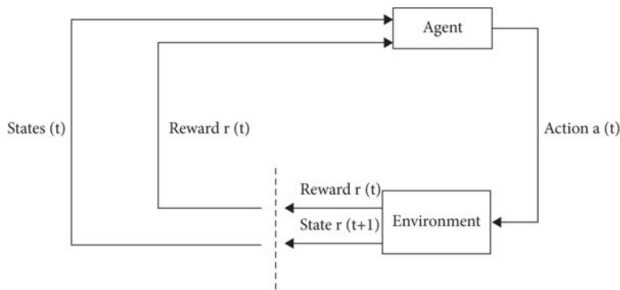 Agent
States (t)
Reward r (t)
Action a (t)
Reward r (t)
State r (t+1)
Environment